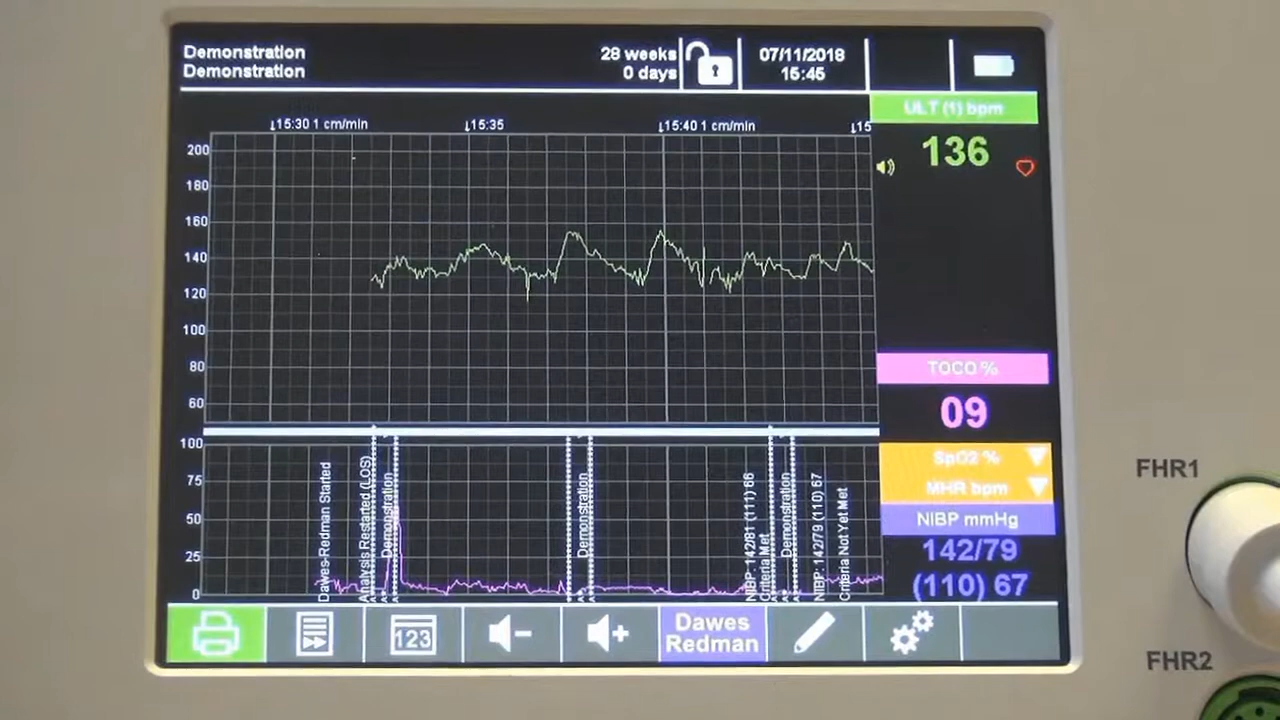 Demonstration
Demonstration
28 weeks
0 days
07/11/2018
15:45
ULT (1) bpm
136
↓15:30 1 cm/min
↓15:35
↓15:40 1 cm/min
↓15
200
180
160
140
120
100
80
60
TOCO %
09
100
75
50
25
0
Dawes-Redman Started
Analysis Restarted (LOS)
Demonstration
Demonstration
NIBP: 142/81 (111) 66
Criteria Met
Demonstration
NIBP: 142/79 (110) 67
Criteria Not Yet Met
SpO2 %
MHR bpm
NIBP mmHg
142/79
(110) 67
123
Dawes
Redman
FHR1
FHR2